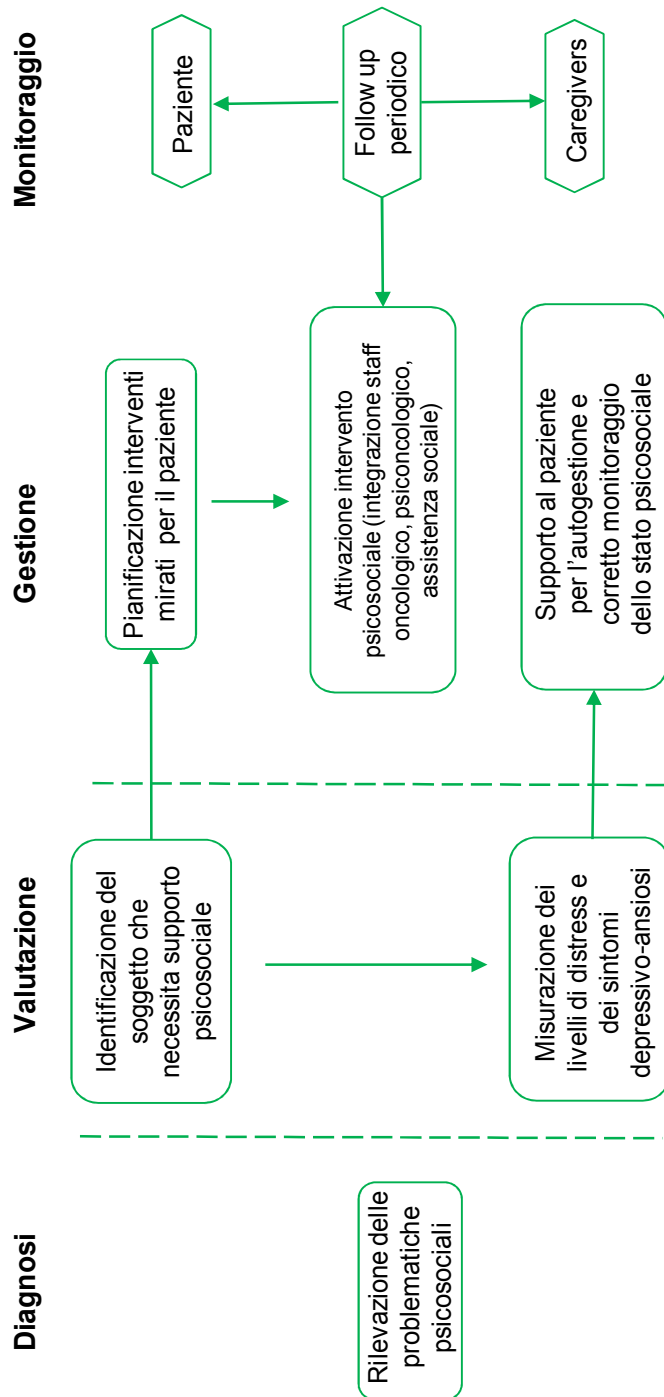 Diagnosi
Valutazione
Gestione
Monitoraggio
Rilevazione delle
problematiche
psicosociali
Identificazione del
soggetto che
necessita supporto
psicosociale
Misurazione dei
livelli di distress e
dei sintomi
depressivo-ansiosi
Pianificazione interventi
mirati per il paziente
Attivazione intervento
psicosociale (integrazione staff
oncologico, psiconcologico,
assistenza sociale)
Supporto al paziente
per l'autogestione e
corretto monitoraggio
dello stato psicosociale
Paziente
Follow up
periodico
Caregivers